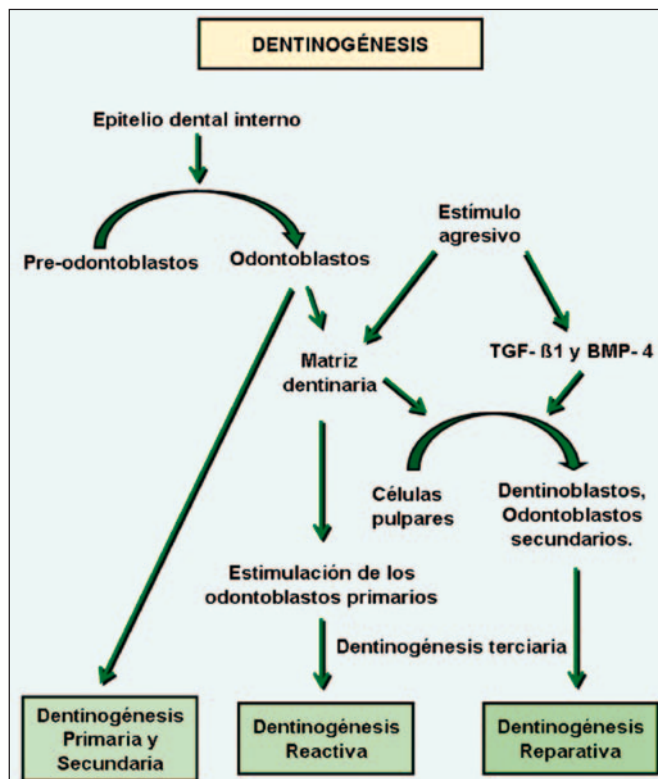 DENTINOGÉNESIS
Epitelio dental interno
Pre-odontoblastos
Odontoblastos
Estímulo
agresivo
Matriz
dentinaria
TGF- ß1 y BMP- 4
Células
pulpares
Dentinoblastos,
Odontoblastos
secundarios.
Estimulación de los
odontoblastos primarios
Dentinogénesis terciaria
Dentinogénesis
Primaria y
Secundaria
Dentinogénesis
Reactiva
Dentinogénesis
Reparativa